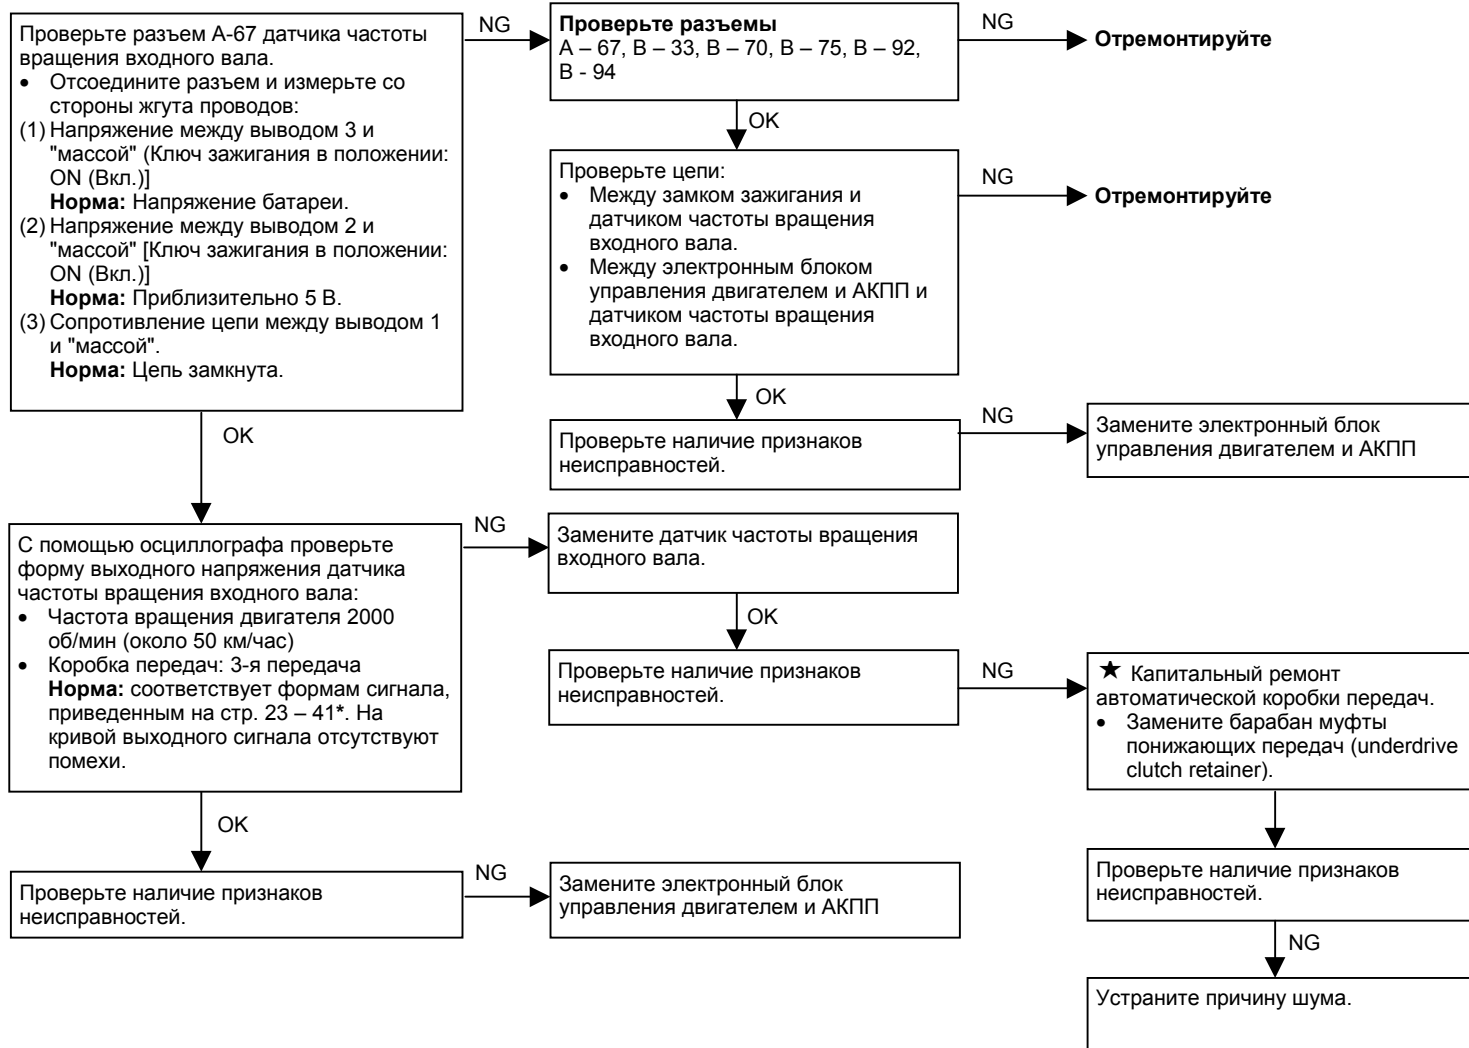 Проверьте разъем A-67 датчика частоты
вращения входного вала.
• Отсоедините разъем и измерьте со
стороны жгута проводов:
(1) Напряжение между выводом 3 и
"массой" (Ключ зажигания в положении:
ON (Вкл.)]
Норма: Напряжение батареи.
(2) Напряжение между выводом 2 и
"массой" [Ключ зажигания в положении:
ON (Вкл.)]
Норма: Приблизительно 5 В.
(3) Сопротивление цепи между выводом 1
и "массой".
Норма: Цепь замкнута.
NG
Проверьте разъемы
A – 67, B – 33, B – 70, B – 75, B – 92,
B - 94
NG
Отремонтируйте
OK
Проверьте цепи:
• Между замком зажигания и
датчиком частоты вращения
входного вала.
• Между электронным блоком
управления двигателем и АКПП и
датчиком частоты вращения
входного вала.
NG
Отремонтируйте
OK
Проверьте наличие признаков
неисправностей.
NG
Замените электронный блок
управления двигателем и АКПП
OK
С помощью осциллографа проверьте
форму выходного напряжения датчика
частоты вращения входного вала:
• Частота вращения двигателя 2000
об/мин (около 50 км/час)
• Коробка передач: 3-я передача
Норма: соответствует формам сигнала,
приведенным на стр. 23 – 41*. На
кривой выходного сигнала отсутствуют
помехи.
NG
Замените датчик частоты вращения
входного вала.
OK
Проверьте наличие признаков
неисправностей.
NG
★ Капитальный ремонт
автоматической коробки передач.
• Замените барабан муфты
понижающих передач (underdrive
clutch retainer).
OK
Проверьте наличие признаков
неисправностей.
NG
Замените электронный блок
управления двигателем и АКПП
Проверьте наличие признаков
неисправностей.
NG
Устраните причину шума.